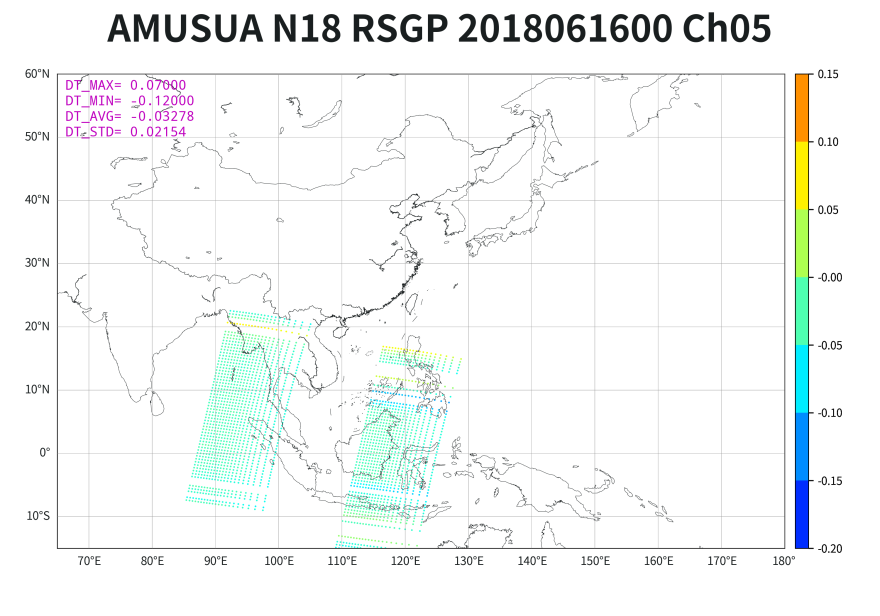 AMUSUA N18 RSGP 2018061600 Ch05
DT_MAX= 0.07000
DT_MIN= -0.12000
DT_AVG= -0.03278
DT_STD= 0.02154
60°N
50°N
40°N
30°N
20°N
10°N
0°
10°S
70°E
80°E
90°E
100°E
110°E
120°E
130°E
140°E
150°E
160°E
170°E
180°
0.15
0.10
0.05
-0.00
-0.05
-0.10
-0.15
-0.20